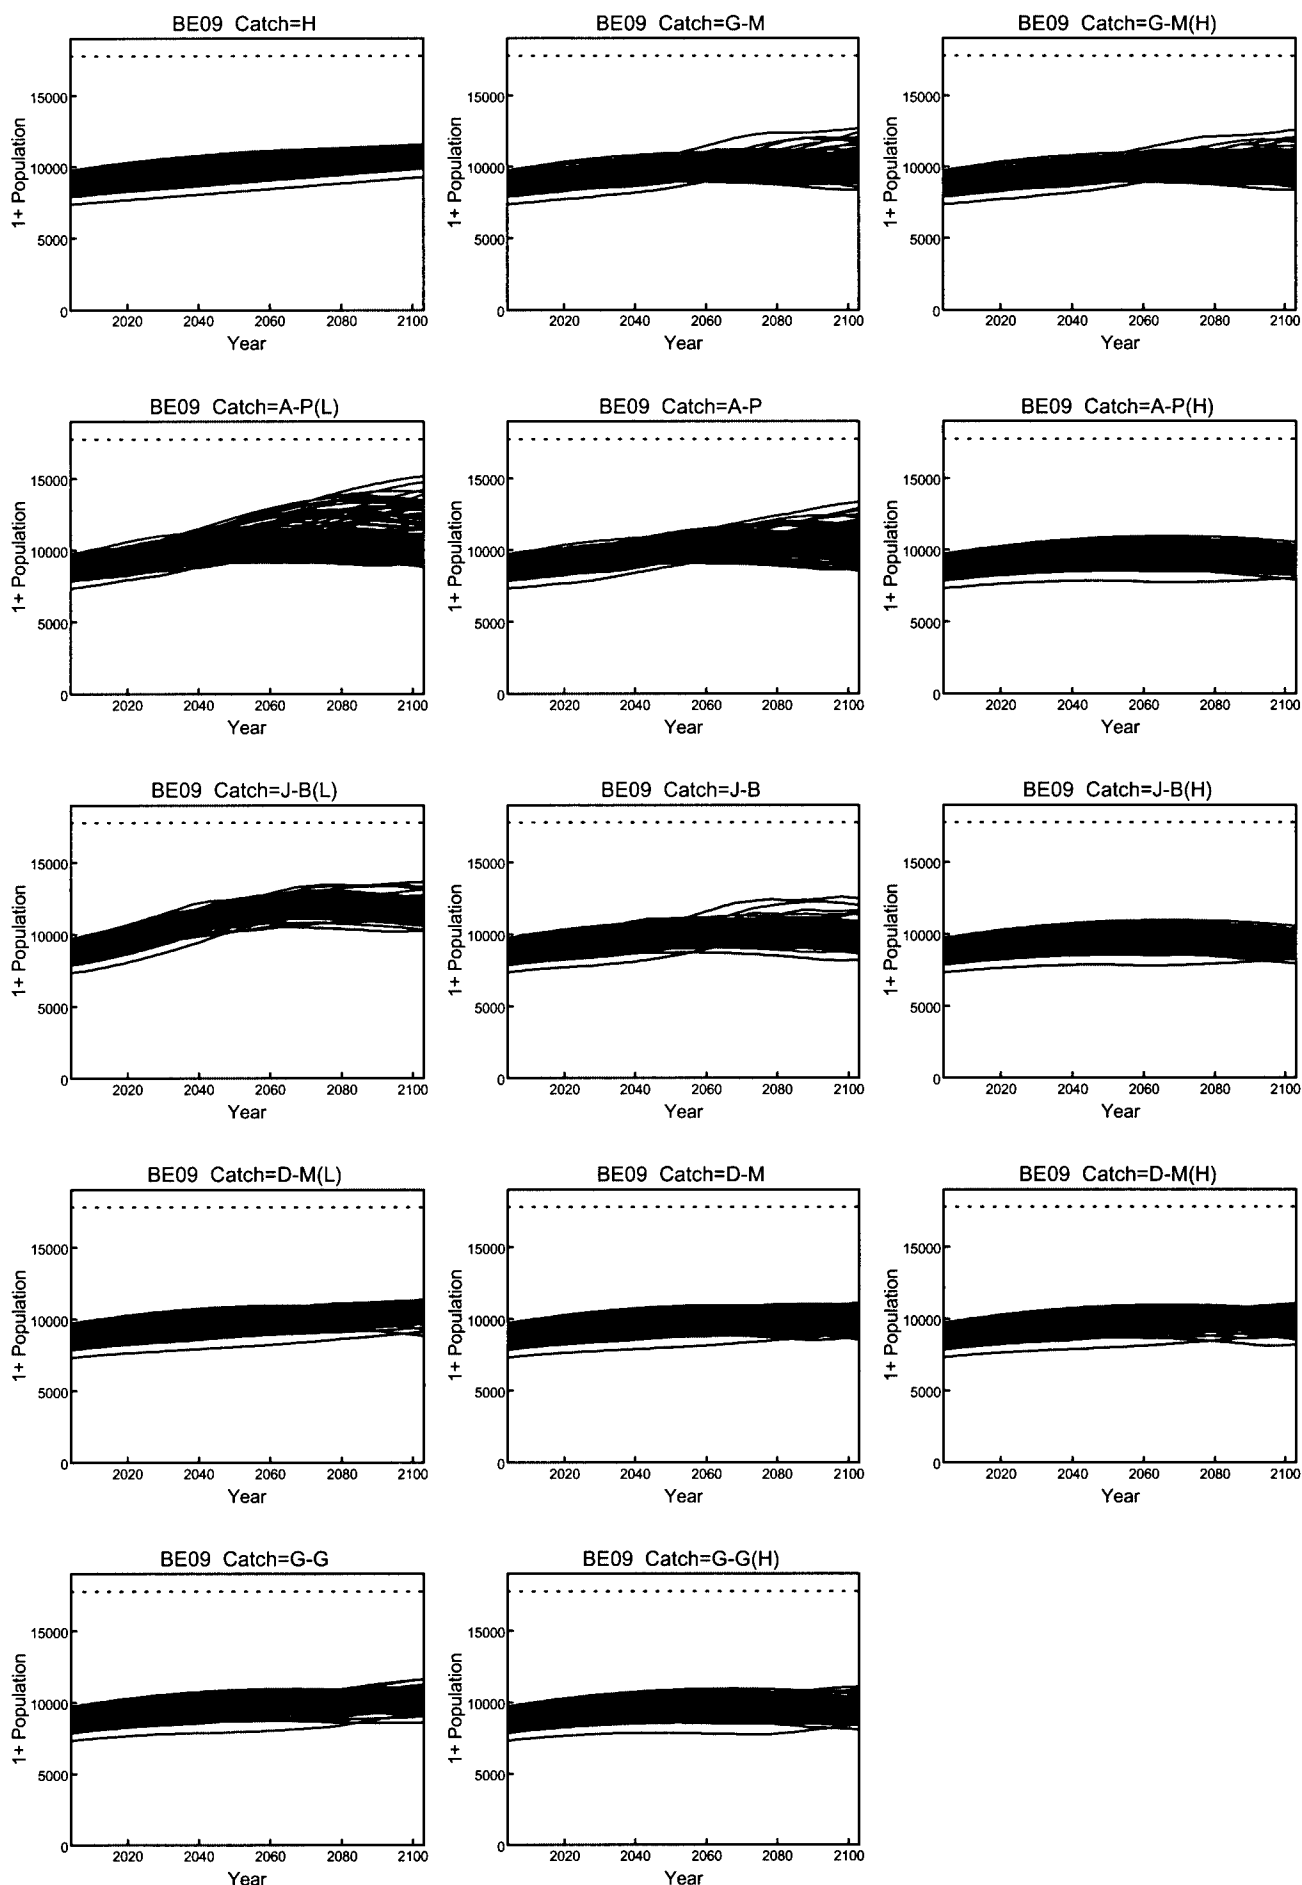 BE09 Catch=H
1+ Population
15000
10000
5000
0
2020 2040 2060 2080 2100
Year
BE09 Catch=G-M
1+ Population
15000
10000
5000
0
2020 2040 2060 2080 2100
Year
BE09 Catch=G-M(H)
1+ Population
15000
10000
5000
0
2020 2040 2060 2080 2100
Year
BE09 Catch=A-P(L)
1+ Population
15000
10000
5000
0
2020 2040 2060 2080 2100
Year
BE09 Catch=A-P
1+ Population
15000
10000
5000
0
2020 2040 2060 2080 2100
Year
BE09 Catch=A-P(H)
1+ Population
15000
10000
5000
0
2020 2040 2060 2080 2100
Year
BE09 Catch=J-B(L)
1+ Population
15000
10000
5000
0
2020 2040 2060 2080 2100
Year
BE09 Catch=J-B
1+ Population
15000
10000
5000
0
2020 2040 2060 2080 2100
Year
BE09 Catch=J-B(H)
1+ Population
15000
10000
5000
0
2020 2040 2060 2080 2100
Year
BE09 Catch=D-M(L)
1+ Population
15000
10000
5000
0
2020 2040 2060 2080 2100
Year
BE09 Catch=D-M
1+ Population
15000
10000
5000
0
2020 2040 2060 2080 2100
Year
BE09 Catch=D-M(H)
1+ Population
15000
10000
5000
0
2020 2040 2060 2080 2100
Year
BE09 Catch=G-G
1+ Population
15000
10000
5000
0
2020 2040 2060 2080 2100
Year
BE09 Catch=G-G(H)
1+ Population
15000
10000
5000
0
2020 2040 2060 2080 2100
Year